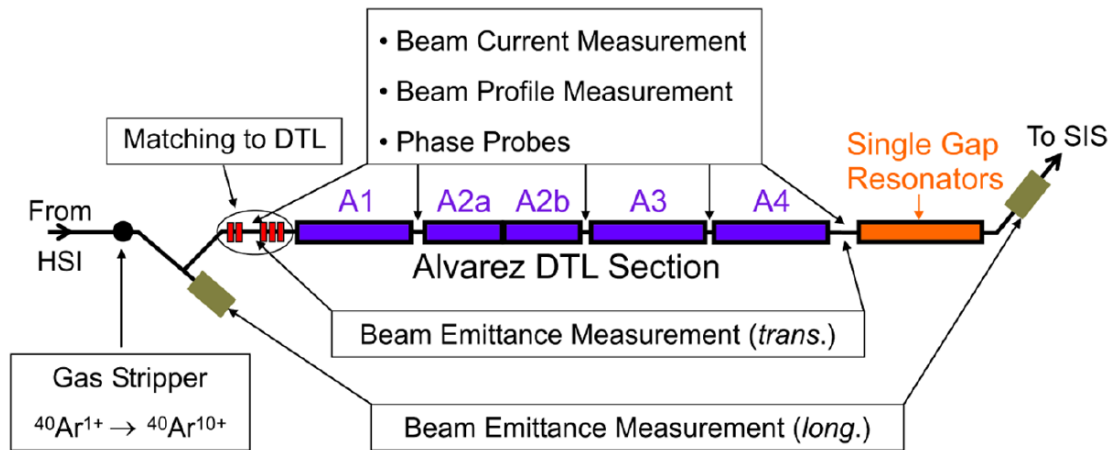 • Beam Current Measurement
• Beam Profile Measurement
• Phase Probes
Matching to DTL
To SIS
Single Gap
Resonators
From
HSI
A1
A2a
A2b
A3
A4
Alvarez DTL Section
Beam Emittance Measurement (trans.)
Gas Stripper
⁴⁰Ar¹⁺ → ⁴⁰Ar¹⁰⁺
Beam Emittance Measurement (long.)